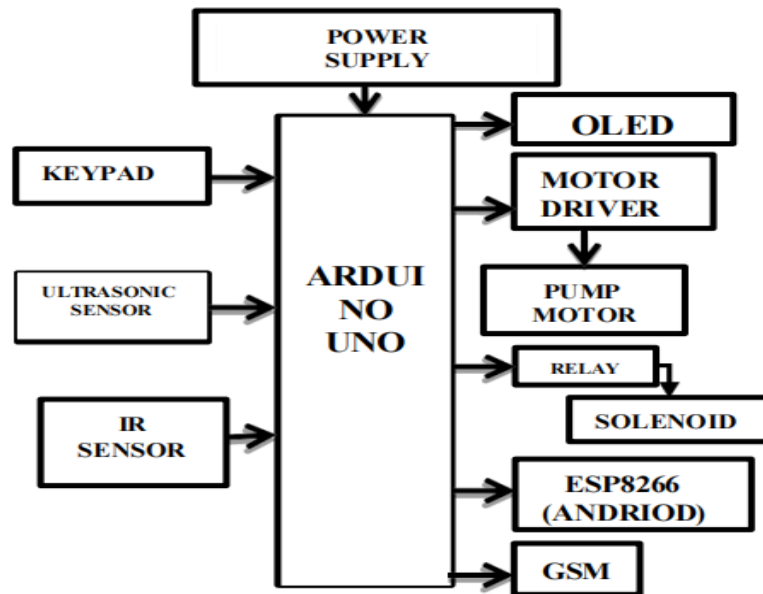 POWER
SUPPLY
OLED
KEYPAD
MOTOR
DRIVER
ULTRASONIC
SENSOR
ARDUI
NO
UNO
PUMP
MOTOR
RELAY
SOLENOID
IR
SENSOR
ESP8266
(ANDRIOD)
GSM